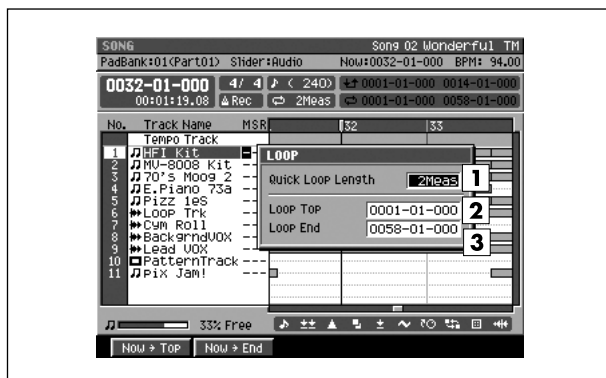 SONG Song 02 Wonderful TM
PadBank:01(Part01) Slider:Audio Now:0032-01-000 BPM: 94.00
0032-01-000 4/ 4 ♪ ( 240) 0001-01-000 0014-01-000
00:01:19.08 Rec 2Meas 0001-01-000 0058-01-000
No. Track Name MSR 32 33
Tempo Track
1 HFI Kit
2 MV-8008 Kit --
3 70's Moog 2 --
4 E.Piano 73a --
5 Pizz IeS --
6 Loop Trk --
7 Cym Roll --
8 BackgrndVOX --
9 Lead VOX --
10 PatternTrack ---
11 Pix Jam! ---
LOOP
Quick Loop Length 2Meas 1
Loop Top 0001-01-000 2
Loop End 0058-01-000 3
33% Free
Now → Top Now → End